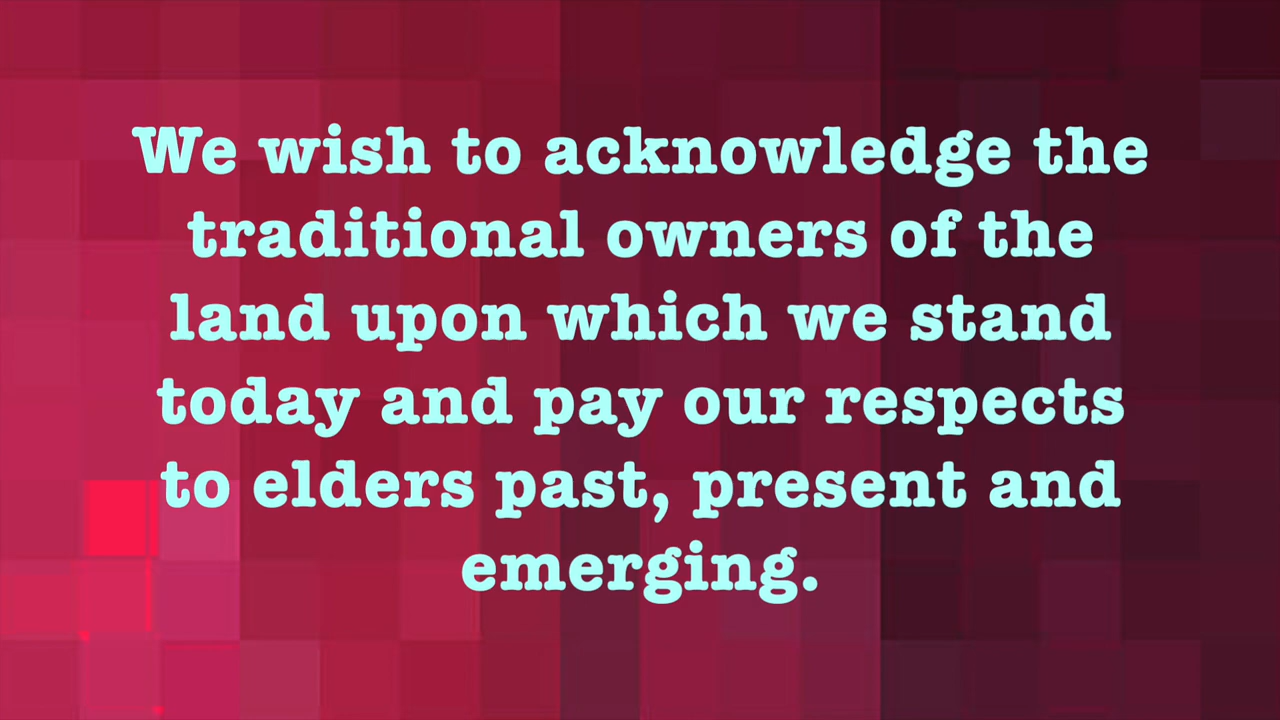 We wish to acknowledge the
traditional owners of the
land upon which we stand
today and pay our respects
to elders past, present and
emerging.